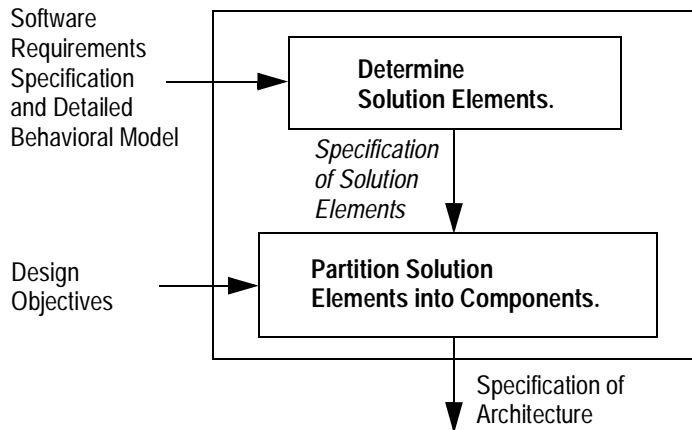 Software
Requirements
Specification
and Detailed
Behavioral Model
Determine
Solution Elements.
Specification
of Solution
Elements
Design
Objectives
Partition Solution
Elements into Components.
Specification of
Architecture